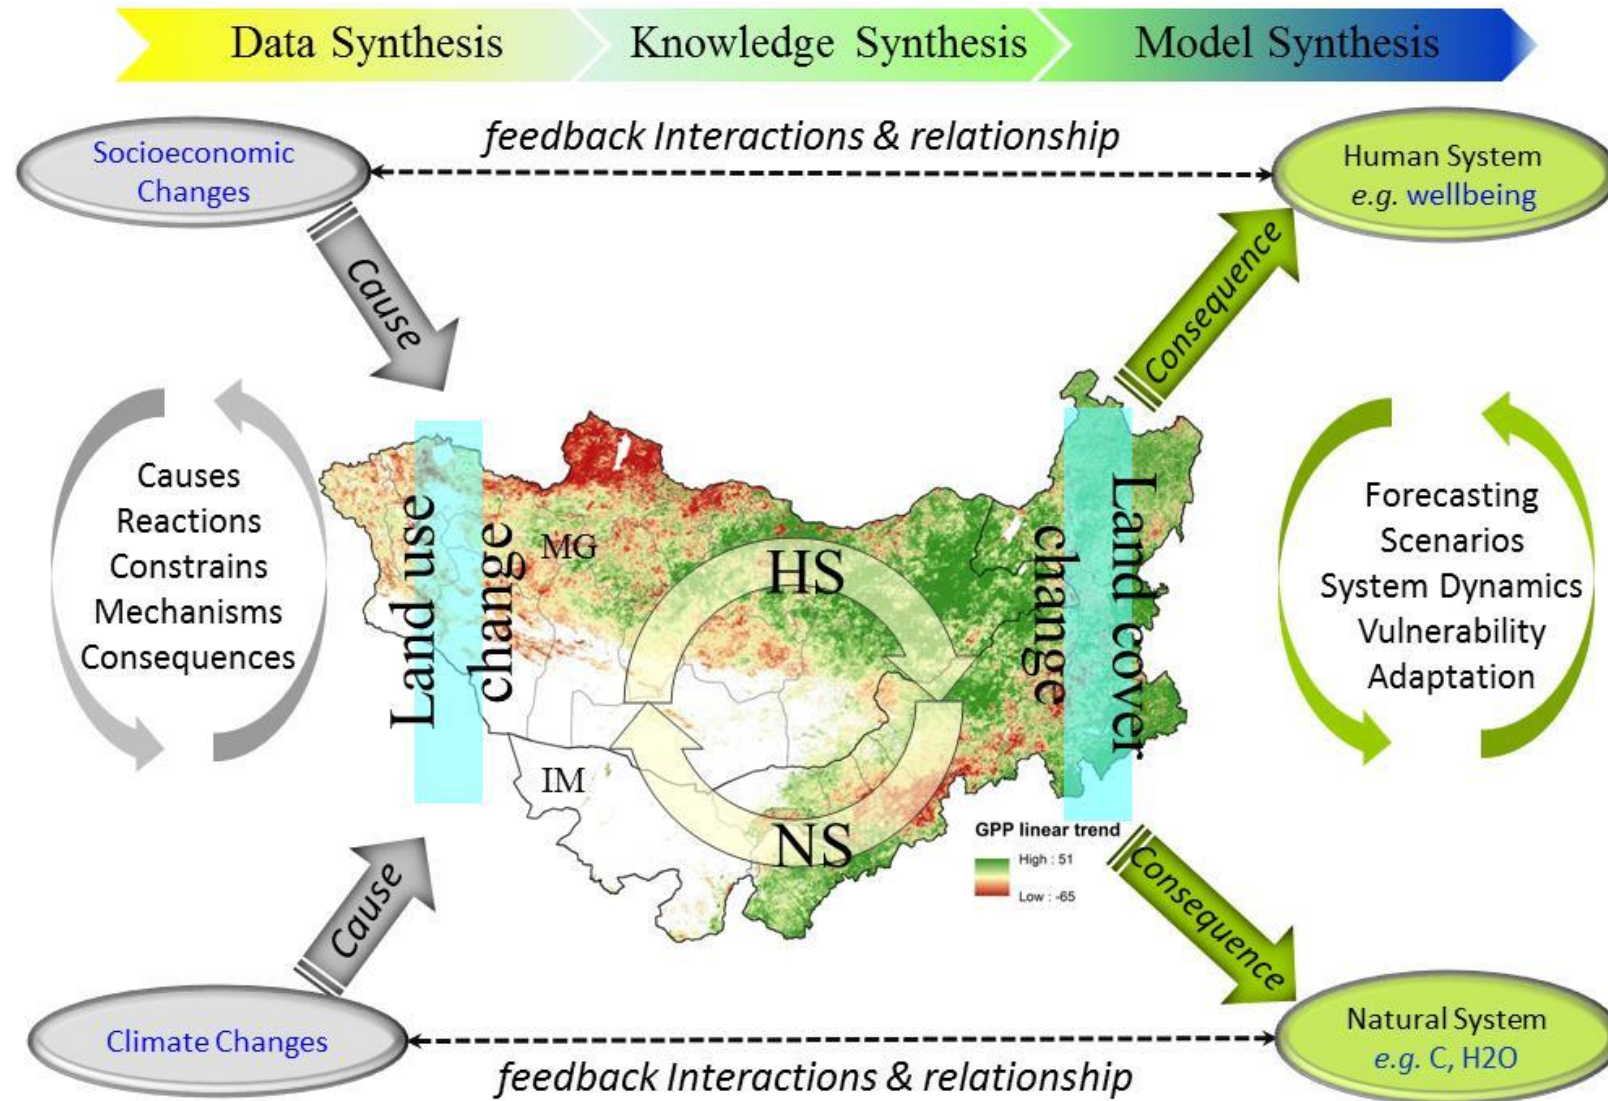 Data Synthesis
Knowledge Synthesis
Model Synthesis
feedback Interactions & relationship
Socioeconomic
Changes
Human System
e.g. wellbeing
Cause
Consequence
Causes
Reactions
Constrains
Mechanisms
Consequences
Land use
change
MG
HS
change
Land cover
Forecasting
Scenarios
System Dynamics
Vulnerability
Adaptation
IM
NS
GPP linear trend
High : 51
Low : -65
Cause
Consequence
Climate Changes
Natural System
e.g. C, H2O
feedback Interactions & relationship